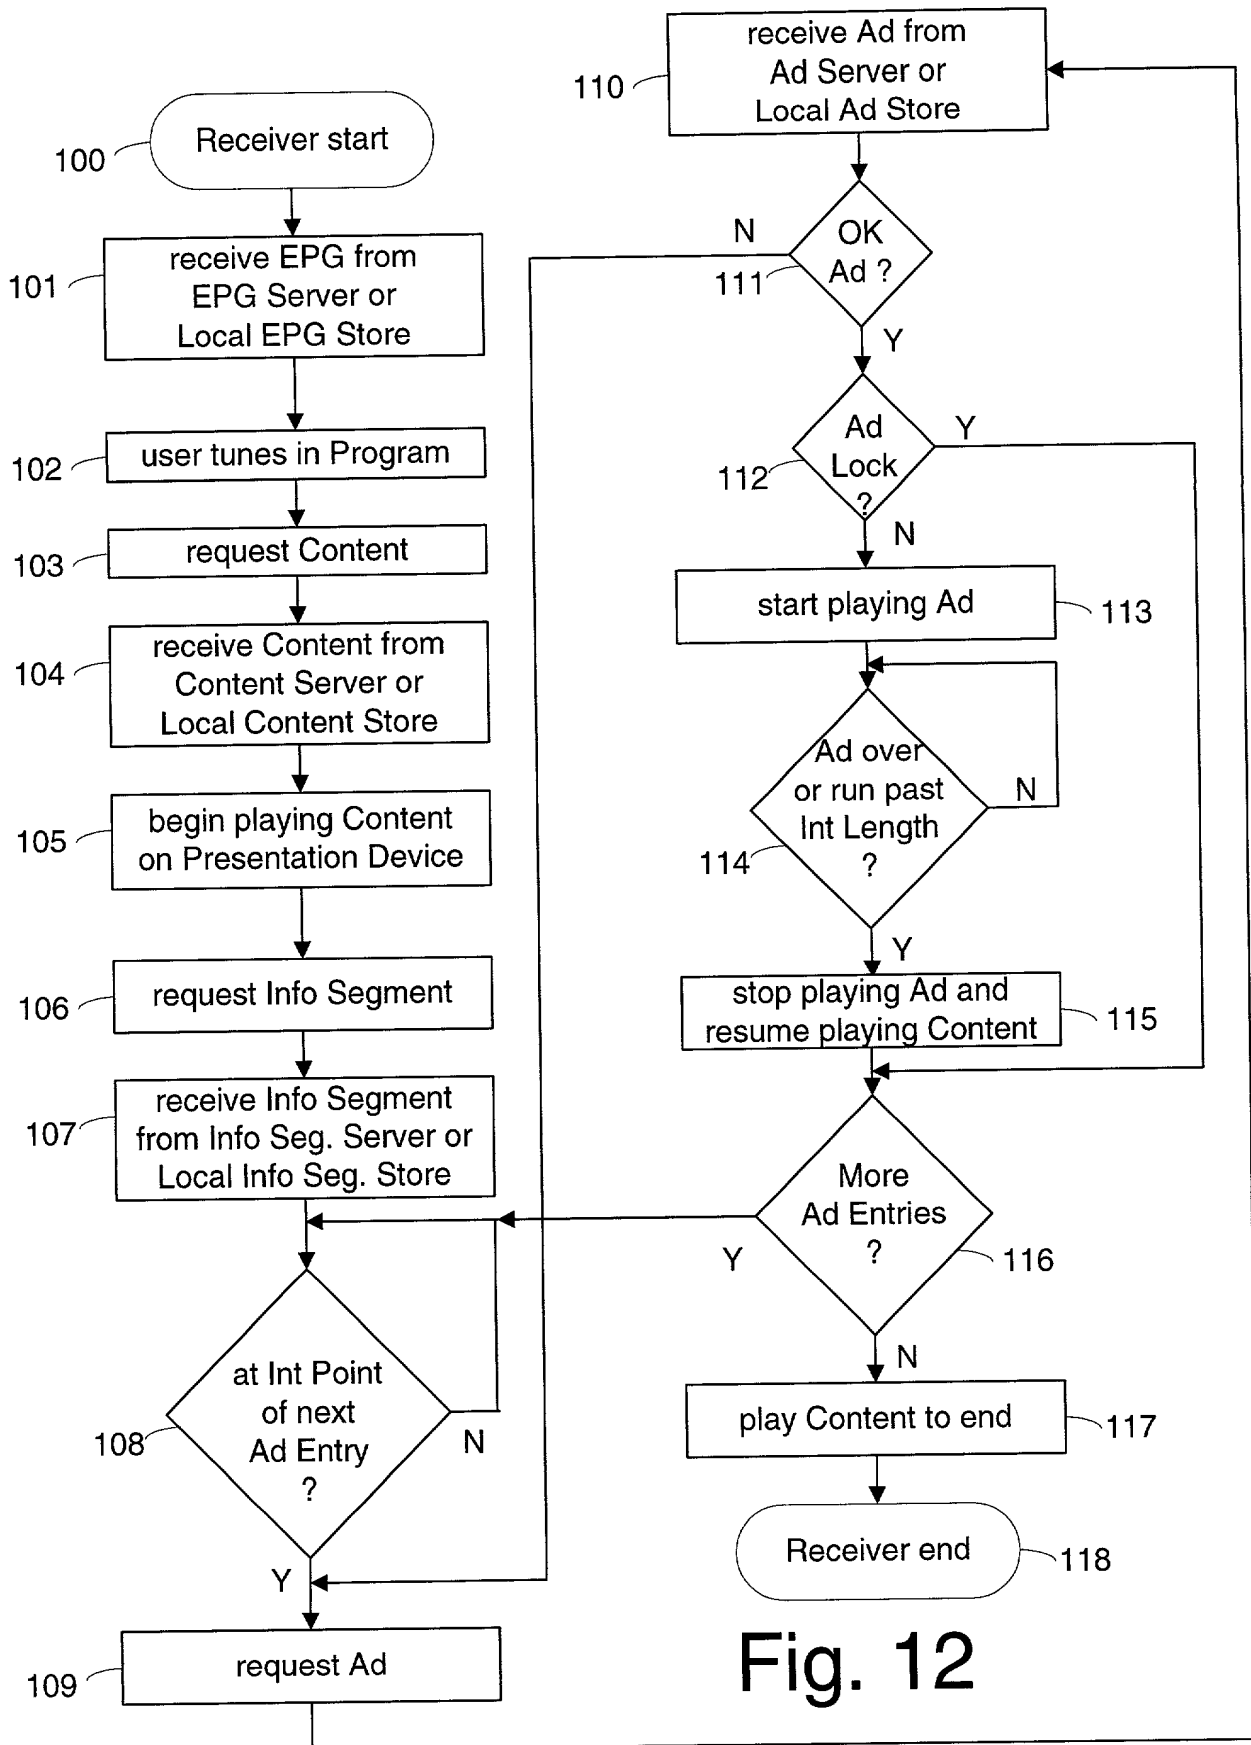 100
Receiver start
101
receive EPG from
EPG Server or
Local EPG Store
102
user tunes in Program
103
request Content
104
receive Content from
Content Server or
Local Content Store
105
begin playing Content
on Presentation Device
106
request Info Segment
107
receive Info Segment
from Info Seg. Server or
Local Info Seg. Store
108
at Int Point
of next
Ad Entry
?
N
Y
109
request Ad
110
receive Ad from
Ad Server or
Local Ad Store
111
OK
Ad ?
N
Y
112
Ad
Lock
?
Y
N
start playing Ad
113
114
Ad over
or run past
Int Length
?
N
Y
stop playing Ad and
resume playing Content
115
More
Ad Entries
?
116
Y
N
play Content to end
117
Receiver end
118
Fig. 12